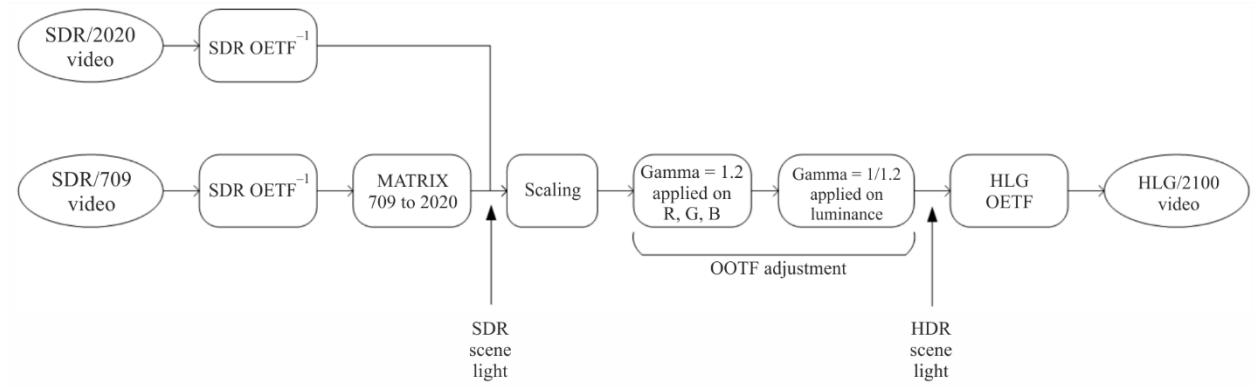 SDR/2020
video
SDR OETF⁻¹
SDR/709
video
SDR OETF⁻¹
MATRIX
709 to 2020
Scaling
Gamma = 1.2
applied on
R, G, B
Gamma = 1/1.2
applied on
luminance
HLG
OETF
HLG/2100
video
OOTF adjustment
SDR
scene
light
HDR
scene
light